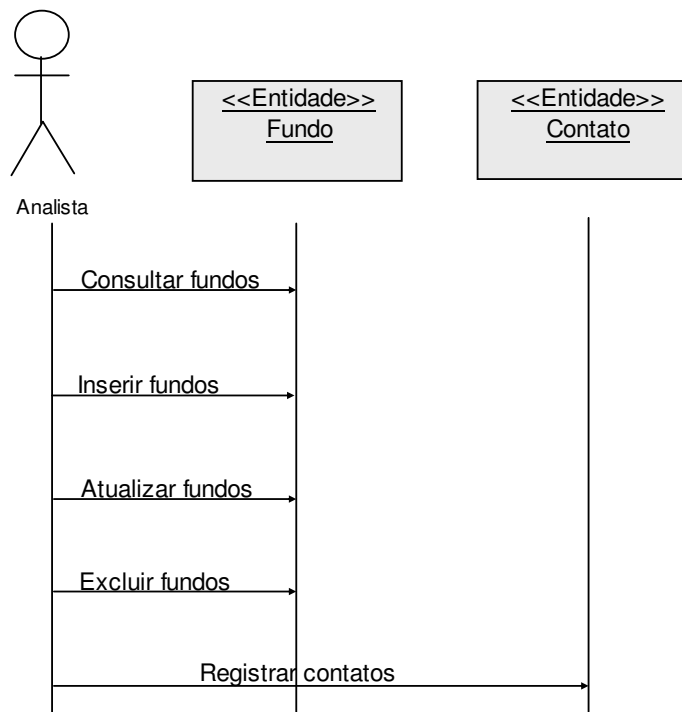 <<Entidade>>
Fundo
<<Entidade>>
Contato
Analista
Consultar fundos
Inserir fundos
Atualizar fundos
Excluir fundos
Registrar contatos